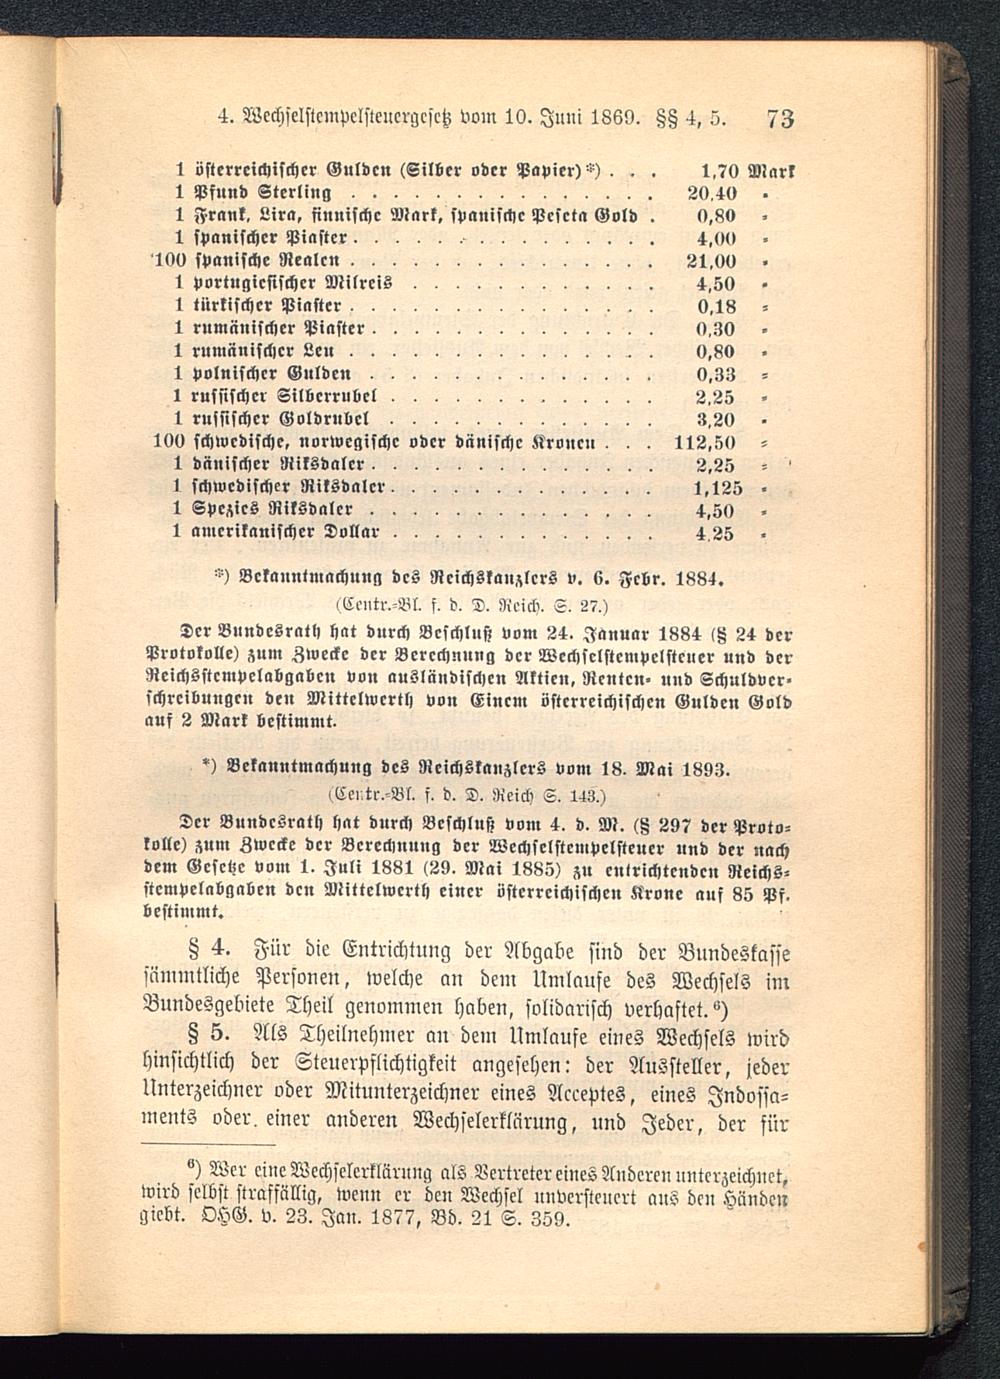 4. Wechselstempelsteuergesetz vom 10. Juni 1869. §§ 4, 5. 73
1 österreichischer Gulden (Silber oder Papier)*) . . . 1,70 Mark
1 Pfund Sterling . . . . . . . . . . . . . . 20,40 "
1 Frank, Lira, finnische Mark, spanische Peseta Gold . 0,80 "
1 spanischer Piaster . . . . . . . . . . . . . . 4,00 "
100 spanische Realen . . . . . . . . . . . . . . 21,00 "
1 portugiesischer Milreis . . . . . . . . . . . 4,50 "
1 türkischer Piaster . . . . . . . . . . . . . . 0,18 "
1 rumänischer Piaster . . . . . . . . . . . . . 0,30 "
1 rumänischer Leu . . . . . . . . . . . . . 0,80 "
1 polnischer Gulden . . . . . . . . . . . . . 0,33 "
1 russischer Silberrubel . . . . . . . . . . . . 2,25 "
1 russischer Goldrubel . . . . . . . . . . . . 3,20 "
100 schwedische, norwegische oder dänische Kronen . . . 112,50 "
1 dänischer Riksdaler . . . . . . . . . . . . . 2,25 "
1 schwedischer Riksdaler . . . . . . . . . . . . 1,125 "
1 Spezies Riksdaler . . . . . . . . . . . . . 4,50 "
1 amerikanischer Dollar . . . . . . . . . . . . 4,25 "
*) Bekanntmachung des Reichskanzlers v. 6. Febr. 1884.
(Centr.-Bl. f. d. D. Reich. S. 27.)
Der Bundesrath hat durch Beschluß vom 24. Januar 1884 (§ 24 der
Protokolle) zum Zwecke der Berechnung der Wechselstempelsteuer und der
Reichsstempelabgaben von ausländischen Aktien, Renten- und Schuldver-
schreibungen den Mittelwerth von Einem österreichischen Gulden Gold
auf 2 Mark bestimmt.
*) Bekanntmachung des Reichskanzlers vom 18. Mai 1893.
(Centr.-Bl. f. d. D. Reich S. 143.)
Der Bundesrath hat durch Beschluß vom 4. d. M. (§ 297 der Proto-
kolle) zum Zwecke der Berechnung der Wechselstempelsteuer und der nach
dem Gesetze vom 1. Juli 1881 (29. Mai 1885) zu entrichtenden Reichs-
stempelabgaben den Mittelwerth einer österreichischen Krone auf 85 Pf.
bestimmt.
§ 4. Für die Entrichtung der Abgabe sind der Bundeskasse
sämmtliche Personen, welche an dem Umlaufe des Wechsels im
Bundesgebiete Theil genommen haben, solidarisch verhaftet.⁶)
§ 5. Als Theilnehmer an dem Umlaufe eines Wechsels wird
hinsichtlich der Steuerpflichtigkeit angesehen: der Aussteller, jeder
Unterzeichner oder Mitunterzeichner eines Acceptes, eines Indossa-
ments oder einer anderen Wechselerklärung, und Jeder, der für
⁶) Wer eine Wechselerklärung als Vertreter eines Anderen unterzeichnet,
wird selbst straffällig, wenn er den Wechsel unversteuert aus den Händen
giebt. OHG. v. 23. Jan. 1877, Bd. 21 S. 359.